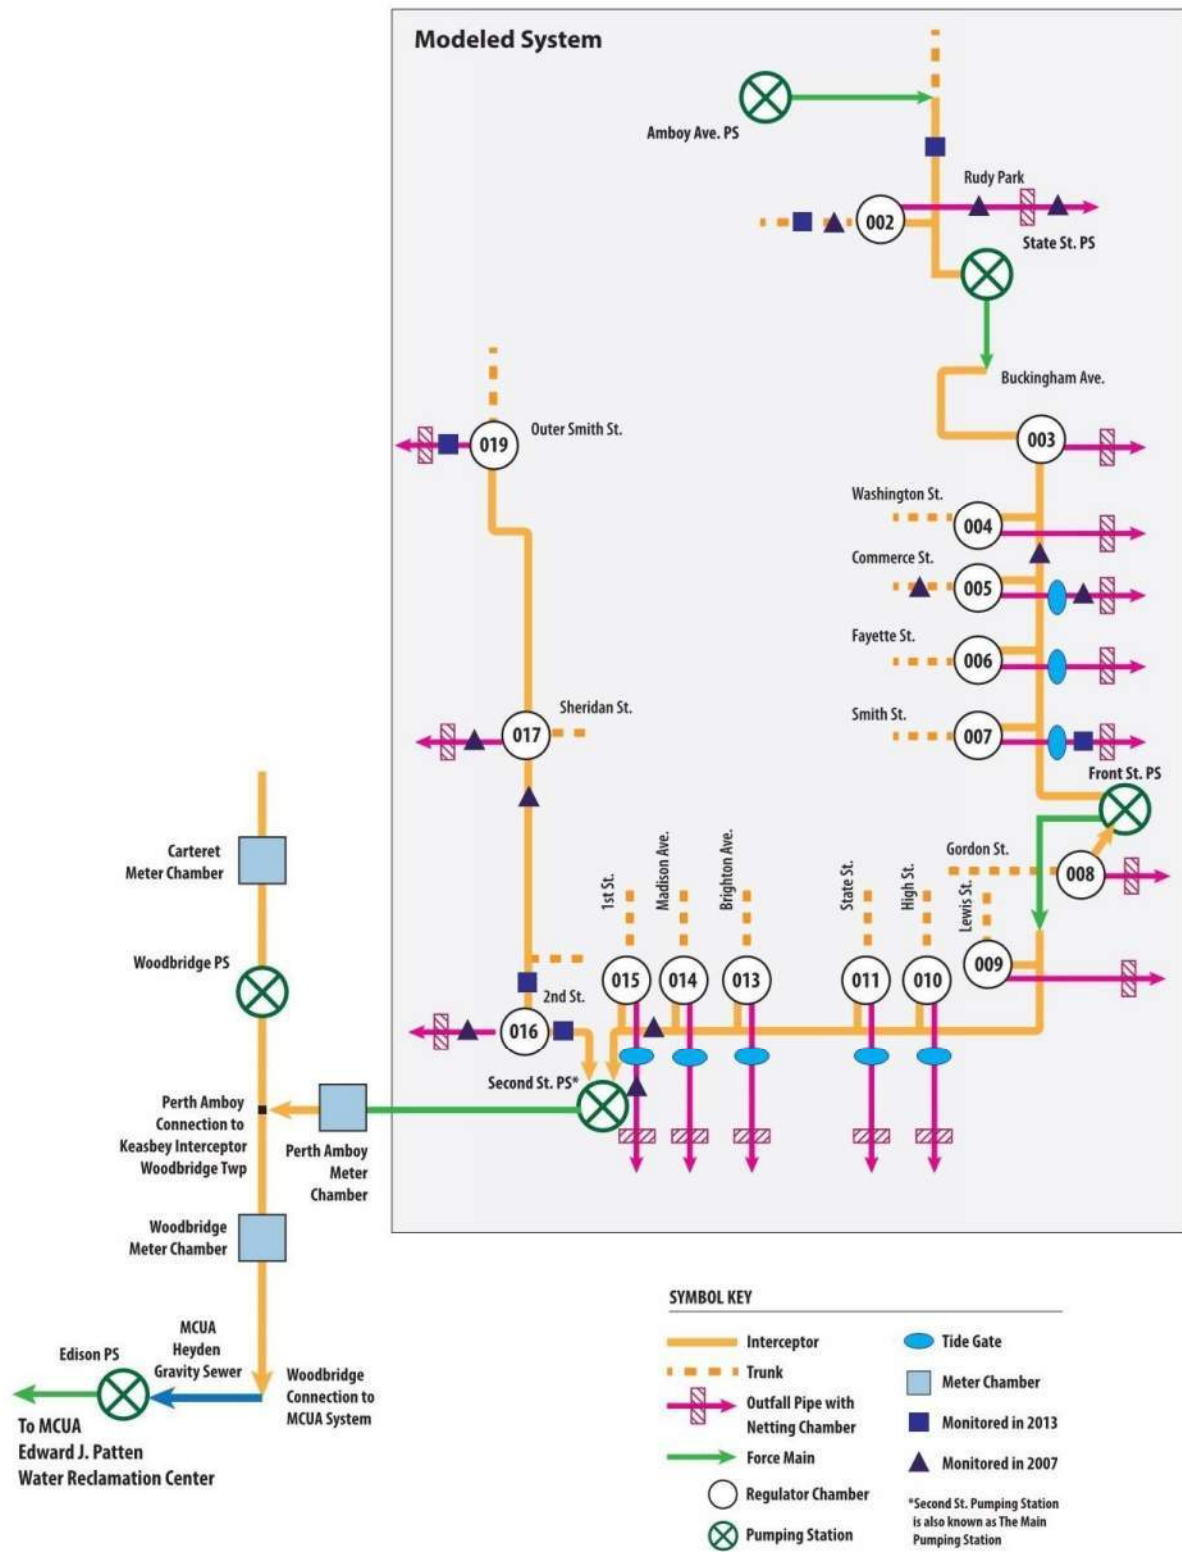 Modeled System
Amboy Ave. PS
Rudy Park
002
State St. PS
Buckingham Ave.
Outer Smith St.
019
003
Washington St.
004
Commerce St.
005
Fayette St.
006
Sheridan St.
017
Smith St.
007
Front St. PS
Carteret
Meter Chamber
1st St.
Madison Ave.
Brighton Ave.
State St.
High St.
Gordon St.
Lewis St.
008
Woodbridge PS
015
014
013
011
010
009
2nd St.
016
Second St. PS*
Perth Amboy
Connection to
Keasbey Interceptor
Woodbridge Twp
Perth Amboy
Meter
Chamber
Woodbridge
Meter Chamber
MCUA
Heyden
Gravity Sewer
Edison PS
Woodbridge
Connection to
MCUA System
To MCUA
Edward J. Patten
Water Reclamation Center
SYMBOL KEY
Interceptor
Trunk
Outfall Pipe with
Netting Chamber
Force Main
Regulator Chamber
Pumping Station
Tide Gate
Meter Chamber
Monitored in 2013
Monitored in 2007
*Second St. Pumping Station
is also known as The Main
Pumping Station